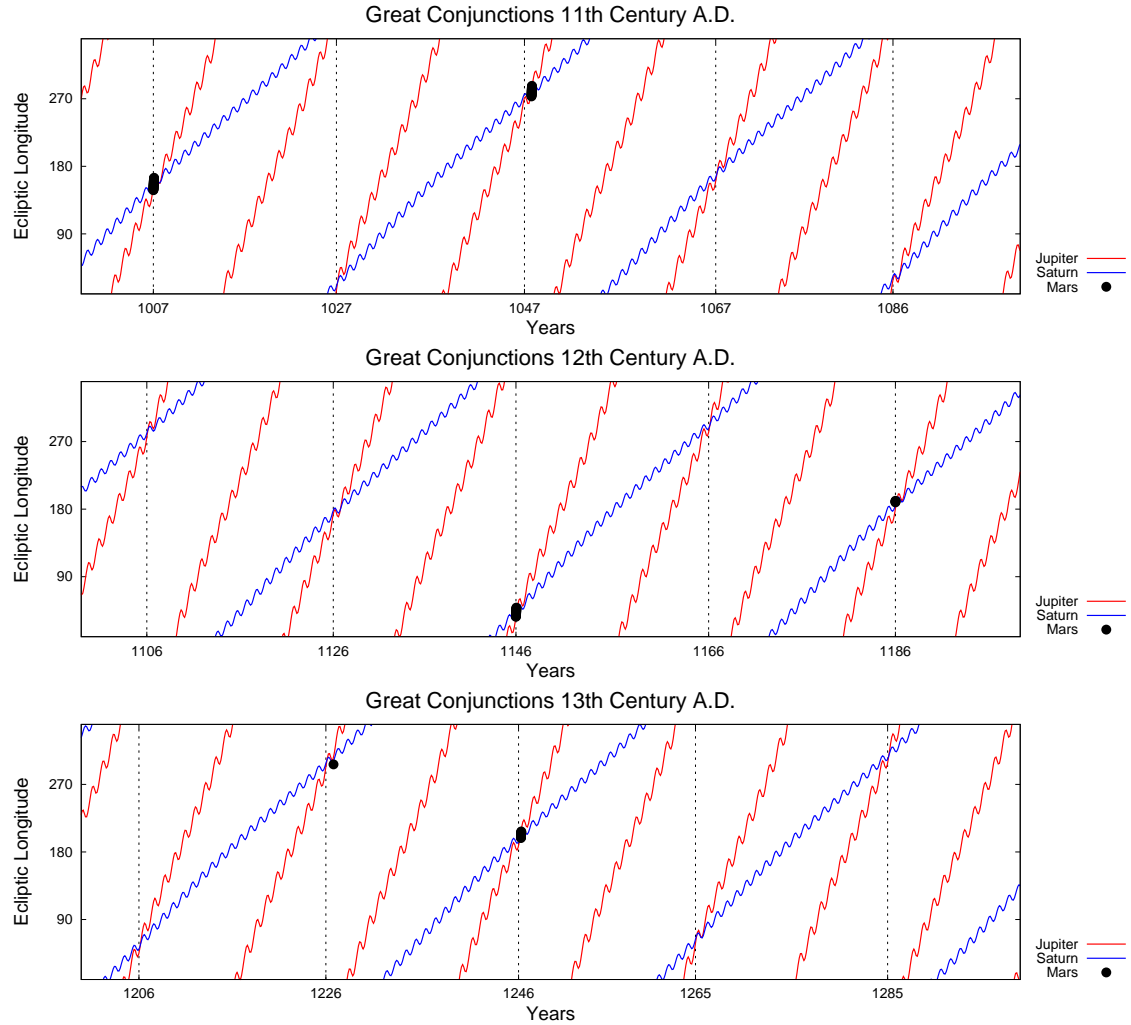 Great Conjunctions 11th Century A.D.
Ecliptic Longitude
270
180
90
1007 1027 1047 1067 1086
Years
Jupiter
Saturn
Mars
Great Conjunctions 12th Century A.D.
Ecliptic Longitude
270
180
90
1106 1126 1146 1166 1186
Years
Jupiter
Saturn
Mars
Great Conjunctions 13th Century A.D.
Ecliptic Longitude
270
180
90
1206 1226 1246 1265 1285
Years
Jupiter
Saturn
Mars